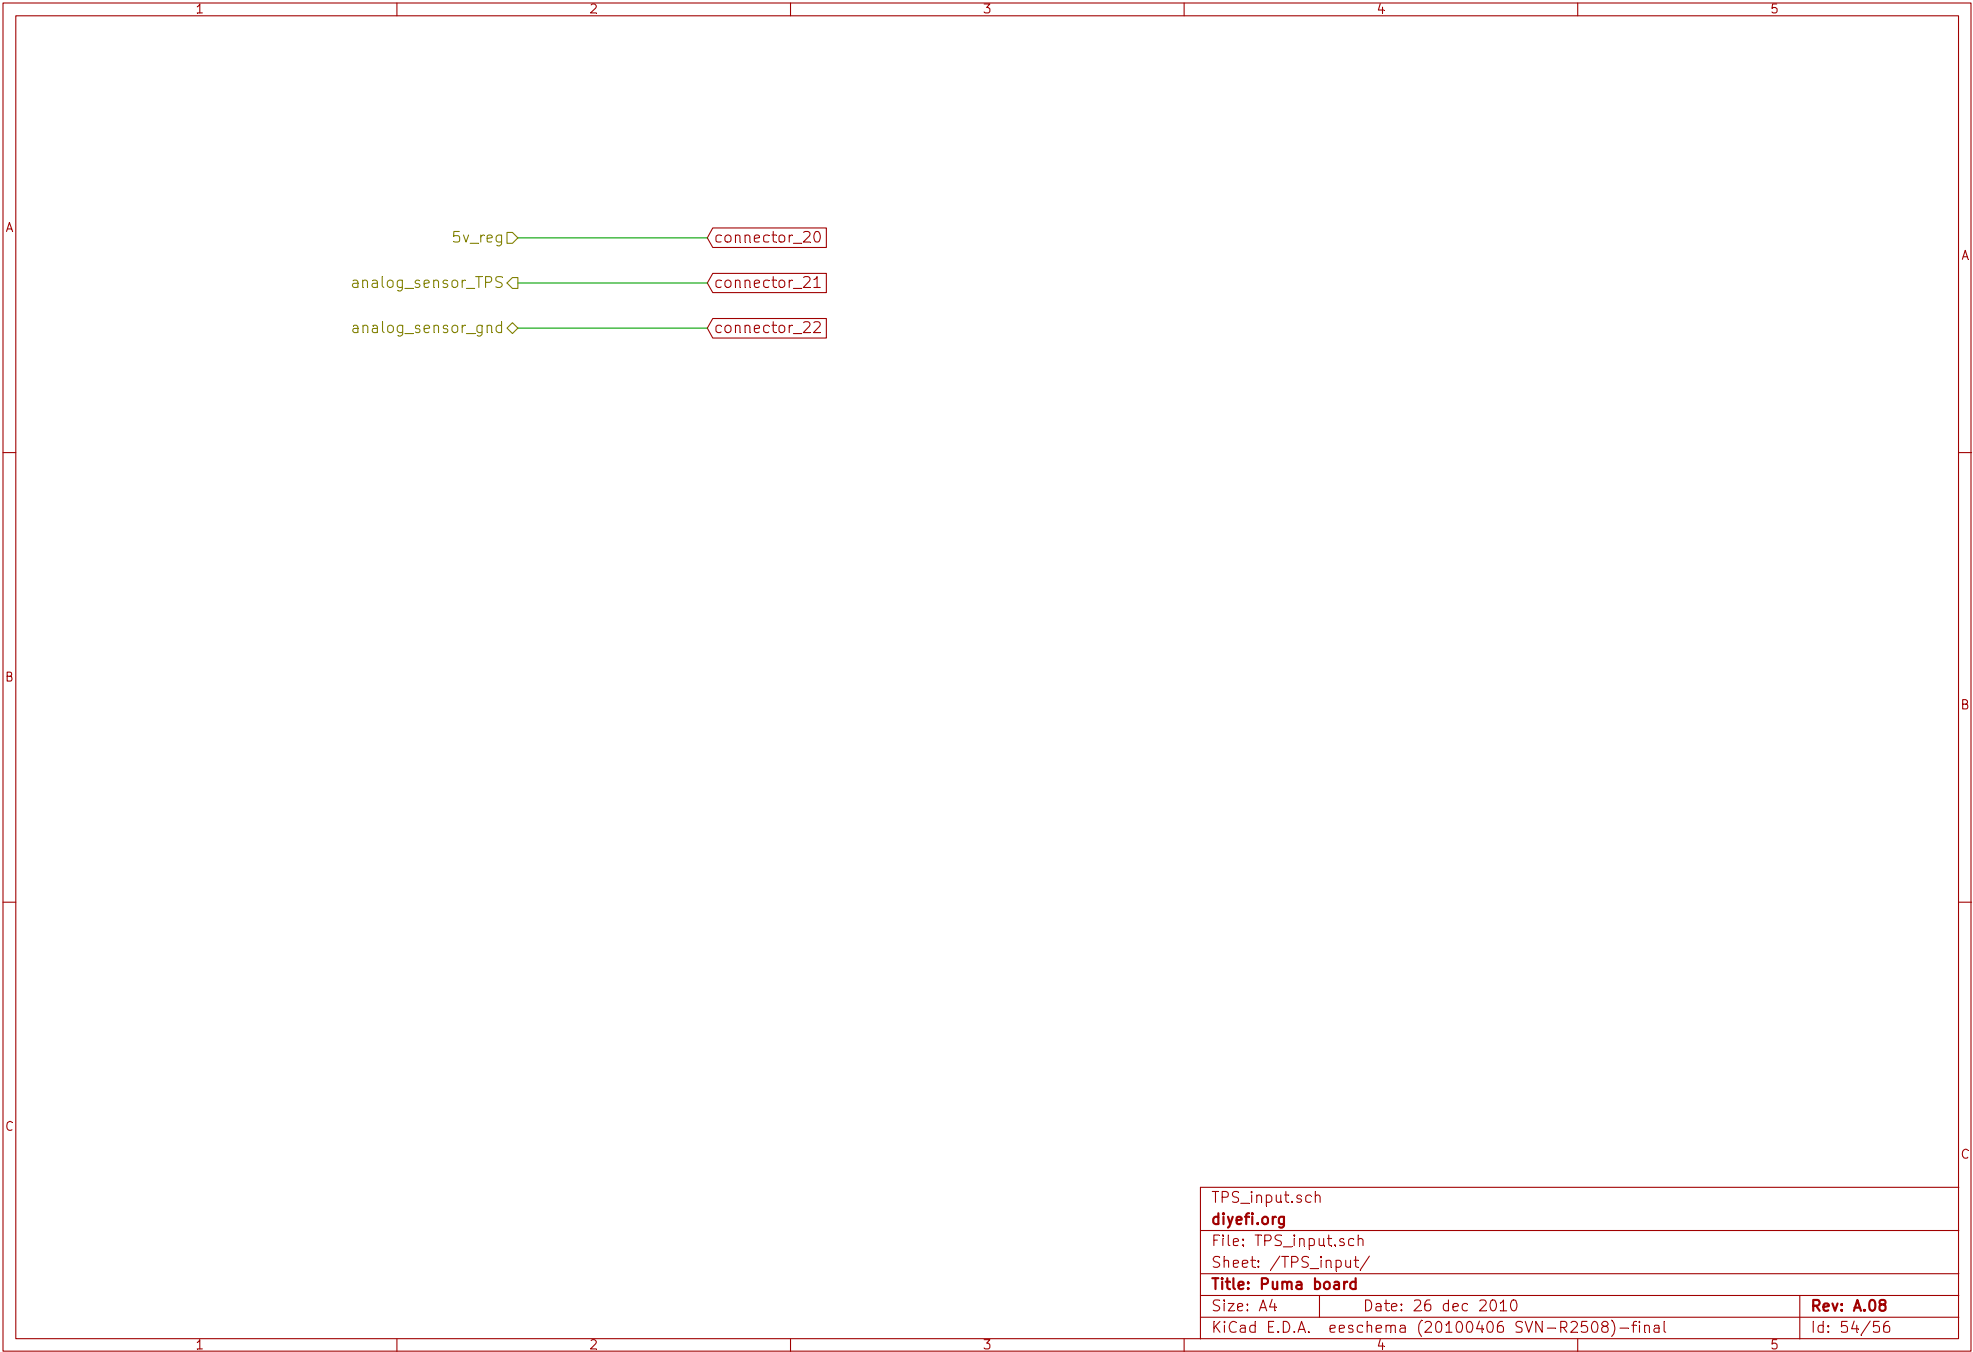 1 2 3 4 5
A A
5v_reg connector_20
analog_sensor_TPS connector_21
analog_sensor_gnd connector_22
B B
C C
TPS_input.sch
diyefi.org
File: TPS_input.sch
Sheet: /TPS_input/
Title: Puma board
Size: A4 Date: 26 dec 2010 Rev: A.08
KiCad E.D.A. eeschema (20100406 SVN-R2508)-final Id: 54/56
1 2 3 4 5